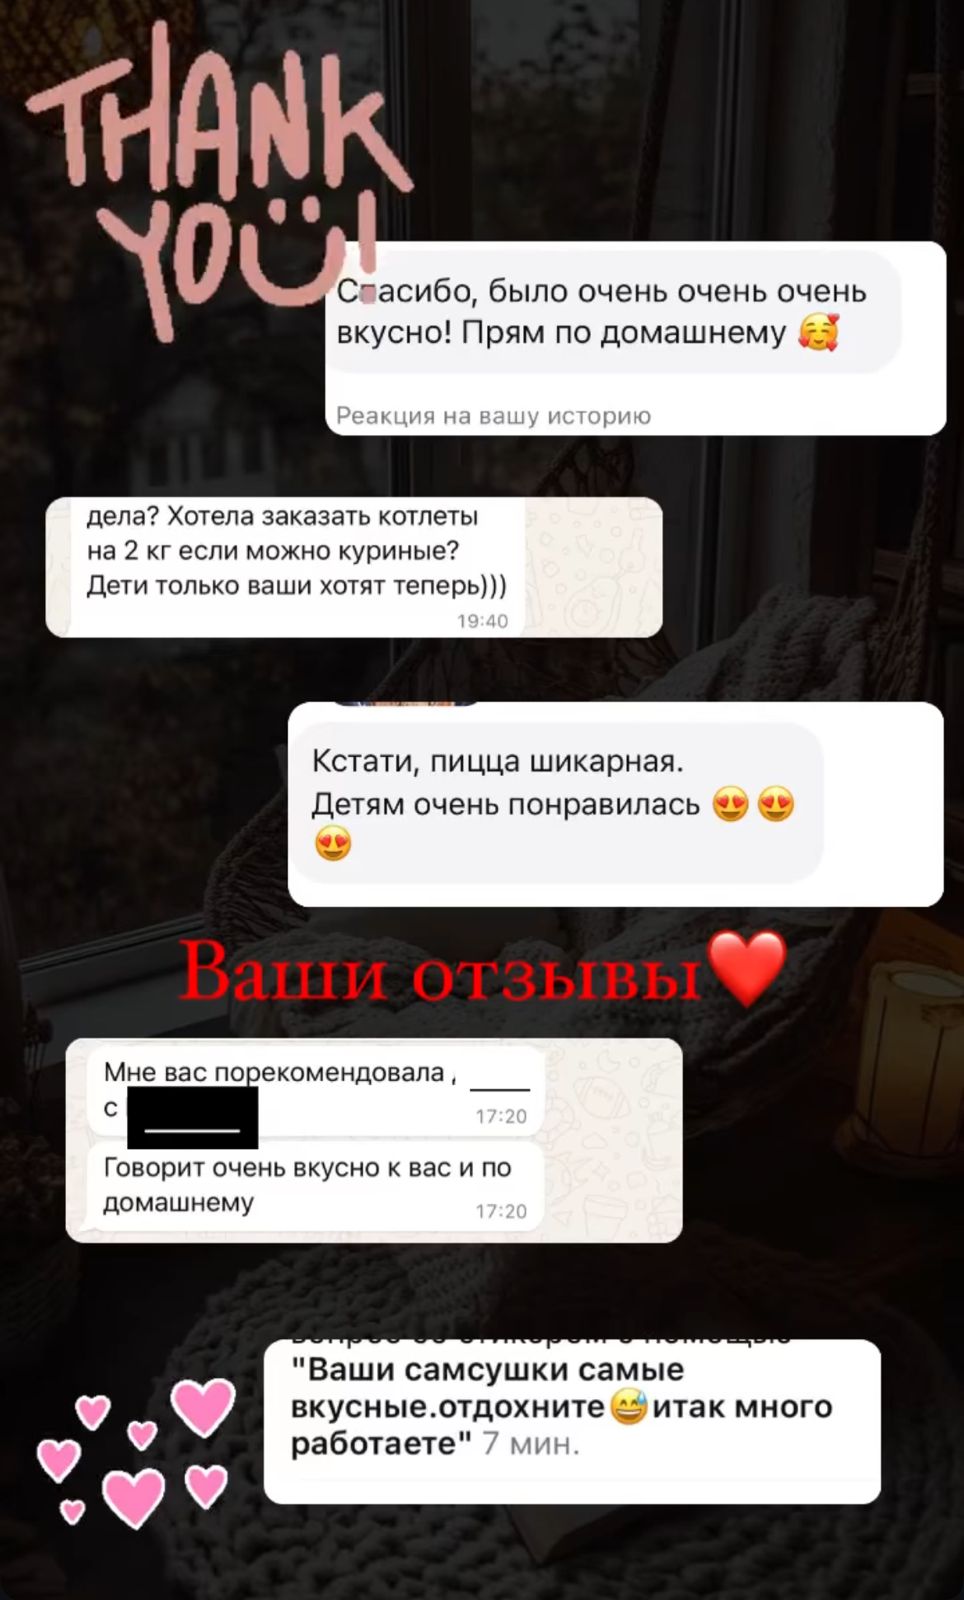 THANK
YOU!
Спасибо, было очень очень очень
вкусно! Прям по домашнему 🥰
Реакция на вашу историю
дела? Хотела заказать котлеты
на 2 кг если можно куриные?
Дети только ваши хотят теперь)))
19:40
Кстати, пицца шикарная.
Детям очень понравилась 😍😍
😍
Ваши отзывы❤️
Мне вас порекомендовала
с
17:20
Говорит очень вкусно к вас и по
домашнему
17:20
"Ваши самсушки самые
вкусные.отдохните😅итак много
работаете" 7 мин.